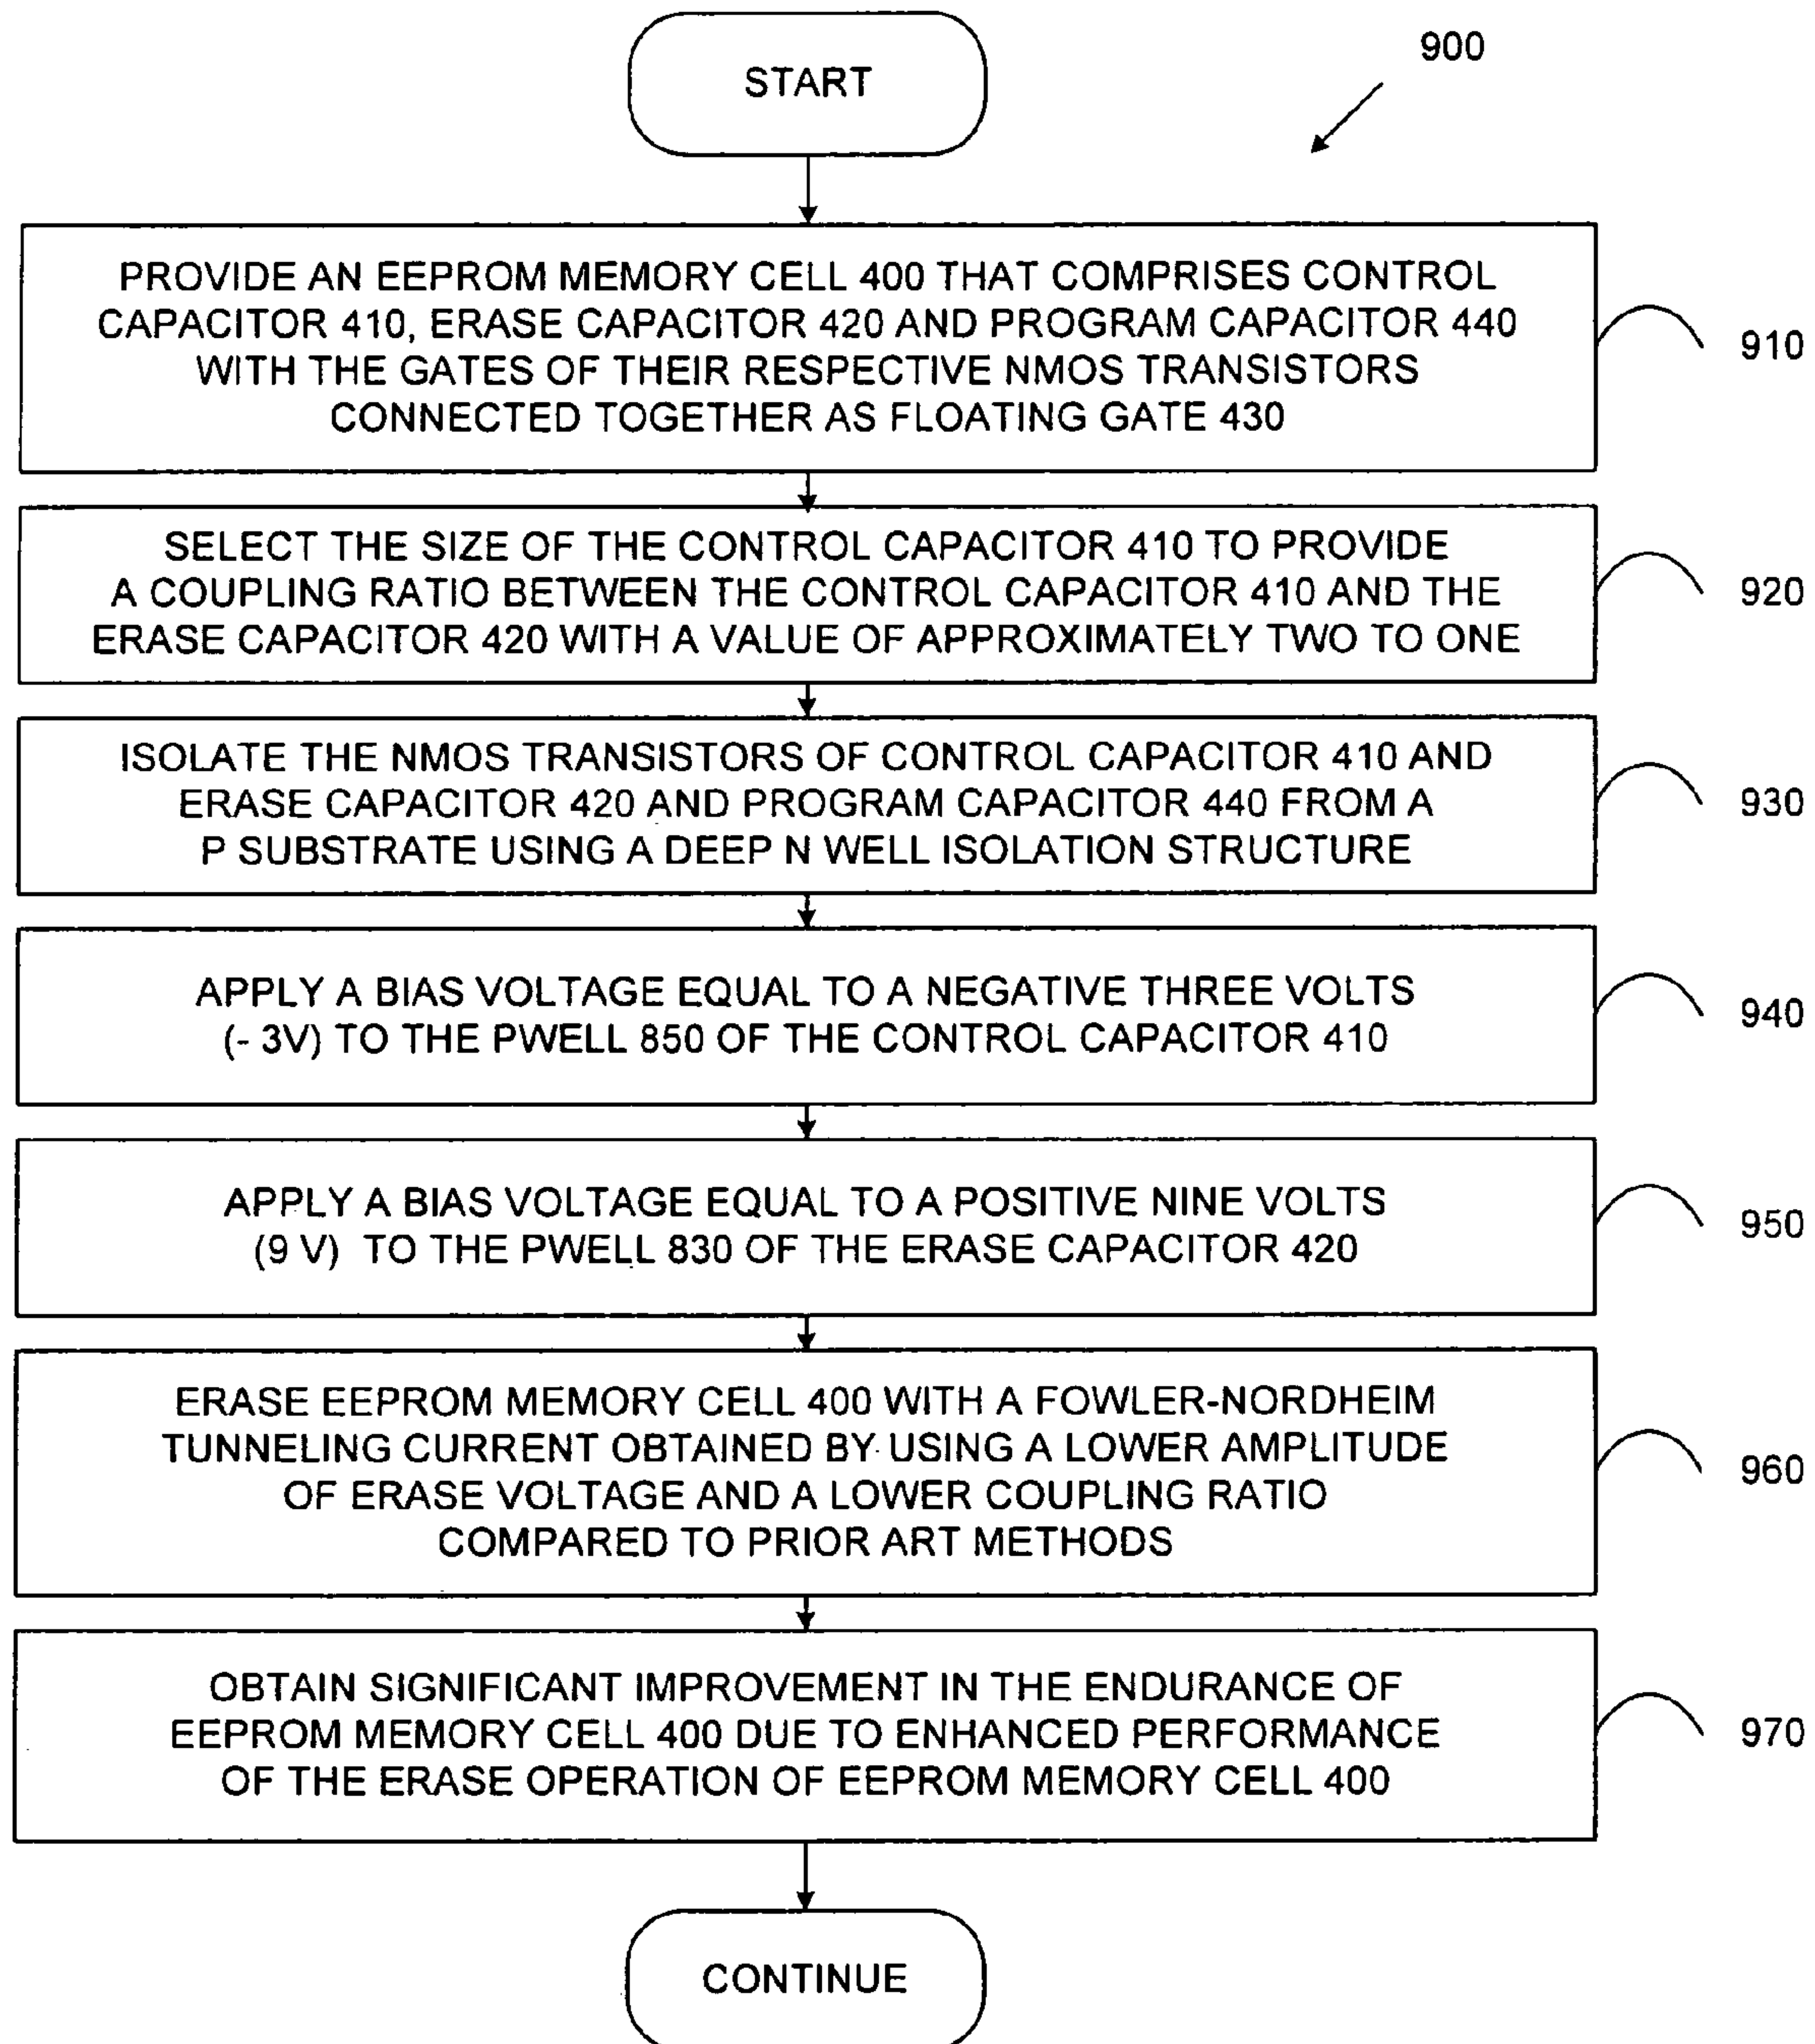 START
900
PROVIDE AN EEPROM MEMORY CELL 400 THAT COMPRISES CONTROL
CAPACITOR 410, ERASE CAPACITOR 420 AND PROGRAM CAPACITOR 440
WITH THE GATES OF THEIR RESPECTIVE NMOS TRANSISTORS
CONNECTED TOGETHER AS FLOATING GATE 430
910
SELECT THE SIZE OF THE CONTROL CAPACITOR 410 TO PROVIDE
A COUPLING RATIO BETWEEN THE CONTROL CAPACITOR 410 AND THE
ERASE CAPACITOR 420 WITH A VALUE OF APPROXIMATELY TWO TO ONE
920
ISOLATE THE NMOS TRANSISTORS OF CONTROL CAPACITOR 410 AND
ERASE CAPACITOR 420 AND PROGRAM CAPACITOR 440 FROM A
P SUBSTRATE USING A DEEP N WELL ISOLATION STRUCTURE
930
APPLY A BIAS VOLTAGE EQUAL TO A NEGATIVE THREE VOLTS
(- 3V) TO THE PWELL 850 OF THE CONTROL CAPACITOR 410
940
APPLY A BIAS VOLTAGE EQUAL TO A POSITIVE NINE VOLTS
(9 V) TO THE PWELL 830 OF THE ERASE CAPACITOR 420
950
ERASE EEPROM MEMORY CELL 400 WITH A FOWLER-NORDHEIM
TUNNELING CURRENT OBTAINED BY USING A LOWER AMPLITUDE
OF ERASE VOLTAGE AND A LOWER COUPLING RATIO
COMPARED TO PRIOR ART METHODS
960
OBTAIN SIGNIFICANT IMPROVEMENT IN THE ENDURANCE OF
EEPROM MEMORY CELL 400 DUE TO ENHANCED PERFORMANCE
OF THE ERASE OPERATION OF EEPROM MEMORY CELL 400
970
CONTINUE